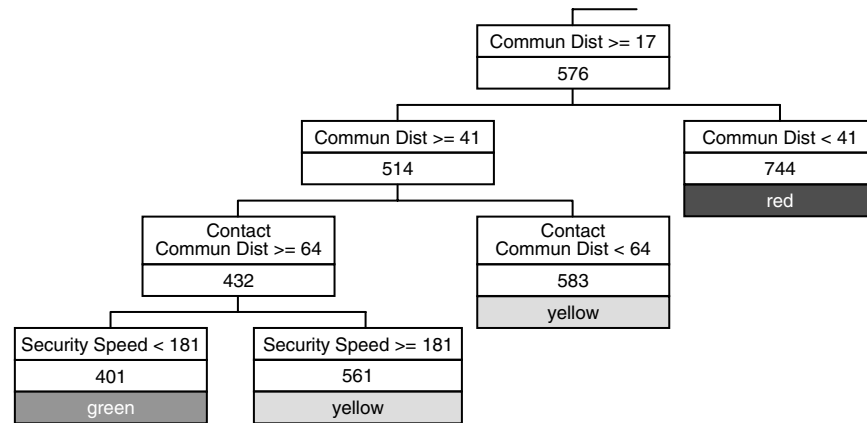 Commun Dist >= 17
576
Commun Dist >= 41
514
Commun Dist < 41
744
red
Contact
Commun Dist >= 64
432
Contact
Commun Dist < 64
583
yellow
Security Speed < 181
401
green
Security Speed >= 181
561
yellow